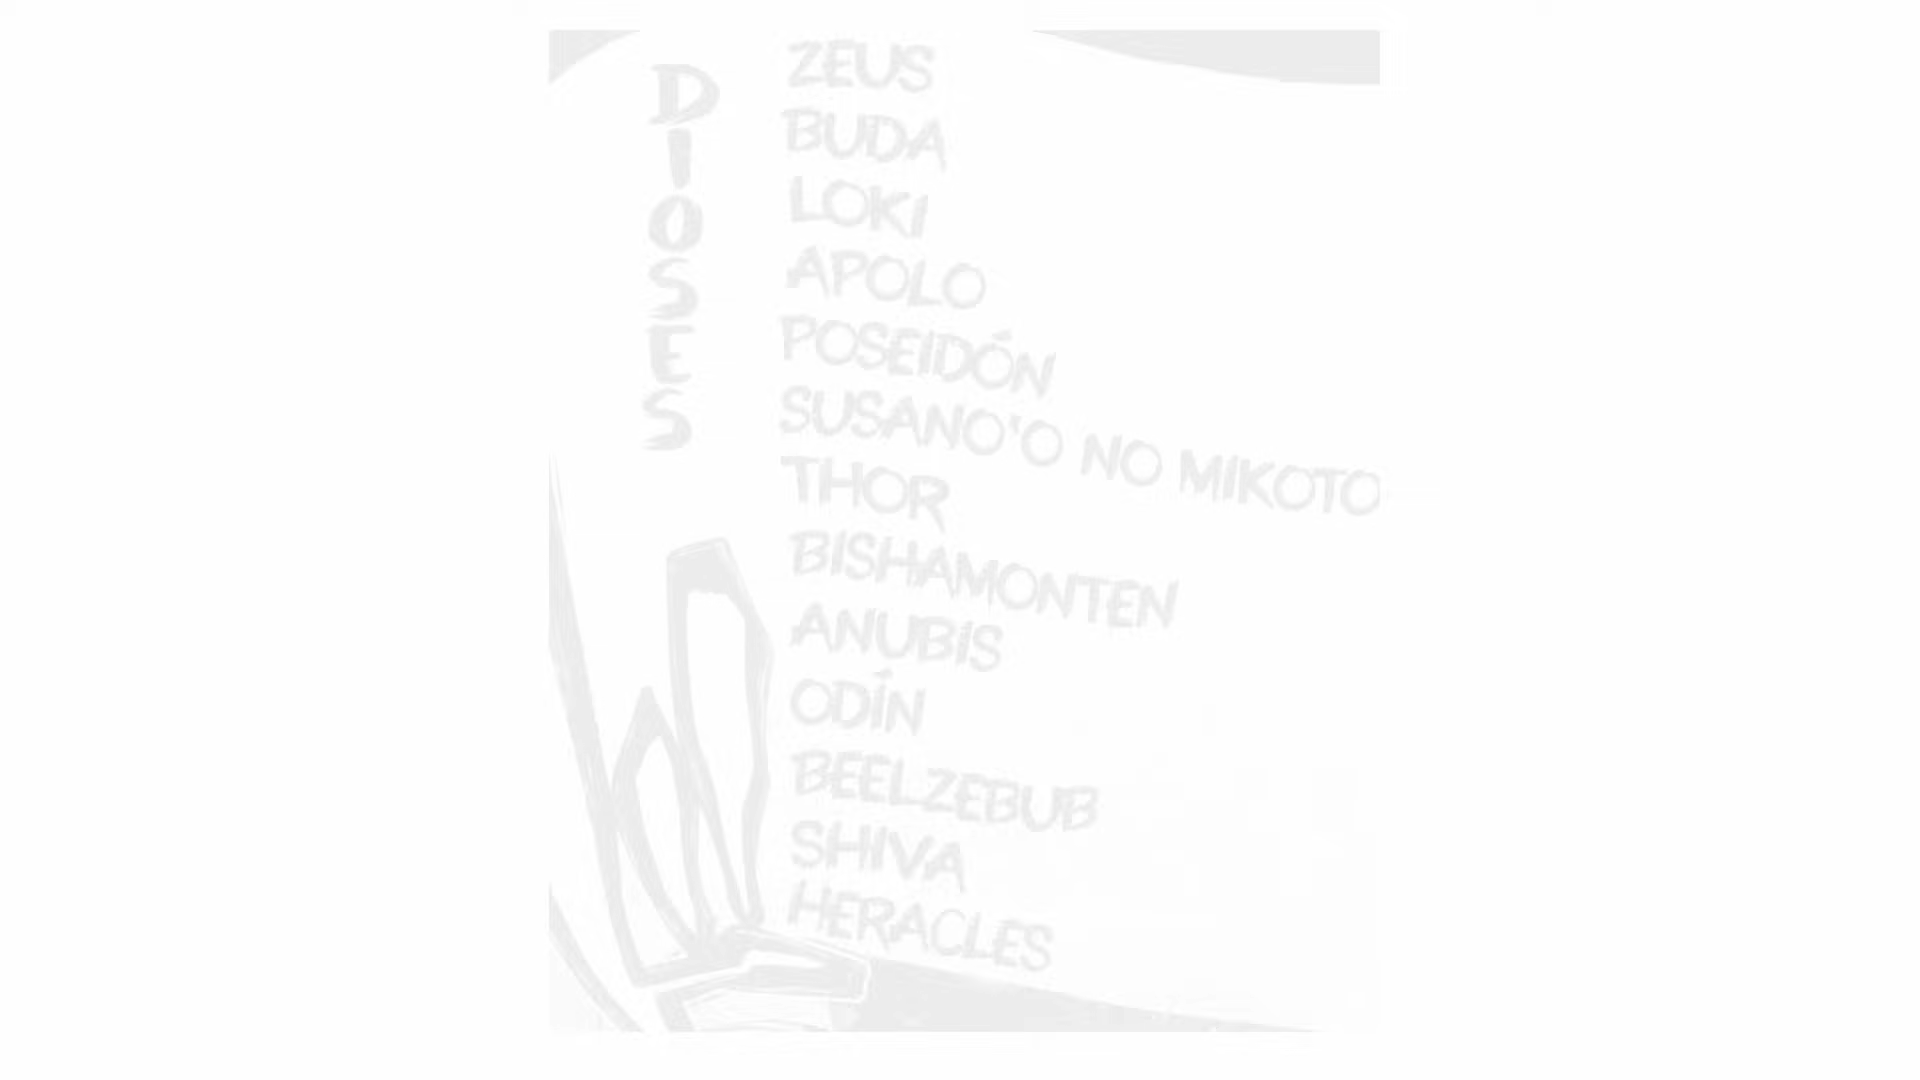 DIOSES
ZEUS
BUDA
LOKI
APOLO
POSEIDÓN
SUSANO'O NO MIKOTO
THOR
BISHAMONTEN
ANUBIS
ODÍN
BEELZEBUB
SHIVA
HERACLES